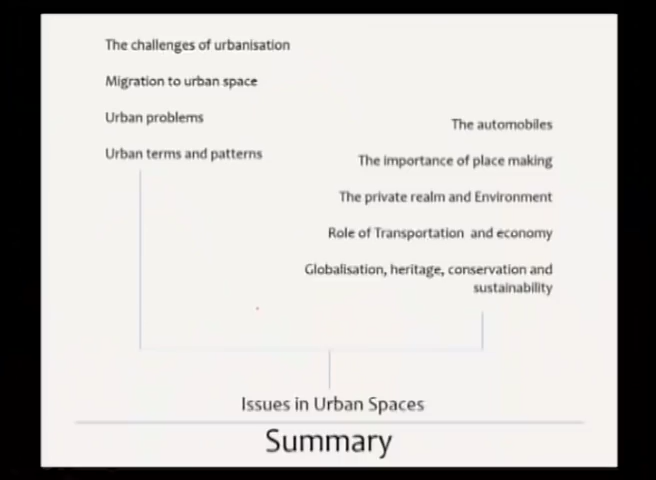 The challenges of urbanisation
Migration to urban space
Urban problems
Urban terms and patterns
The automobiles
The importance of place making
The private realm and Environment
Role of Transportation and economy
Globalisation, heritage, conservation and
sustainability
Issues in Urban Spaces
Summary